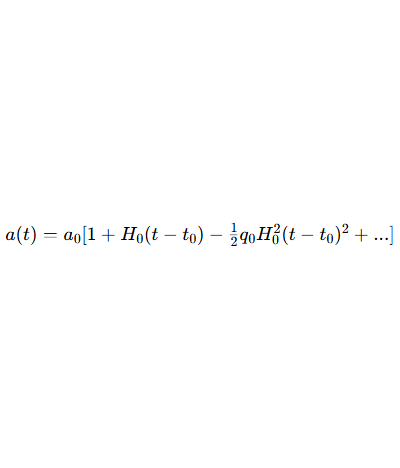 a(t) = a₀[1 + H₀(t − t₀) − ½q₀H₀²(t − t₀)² + ...]